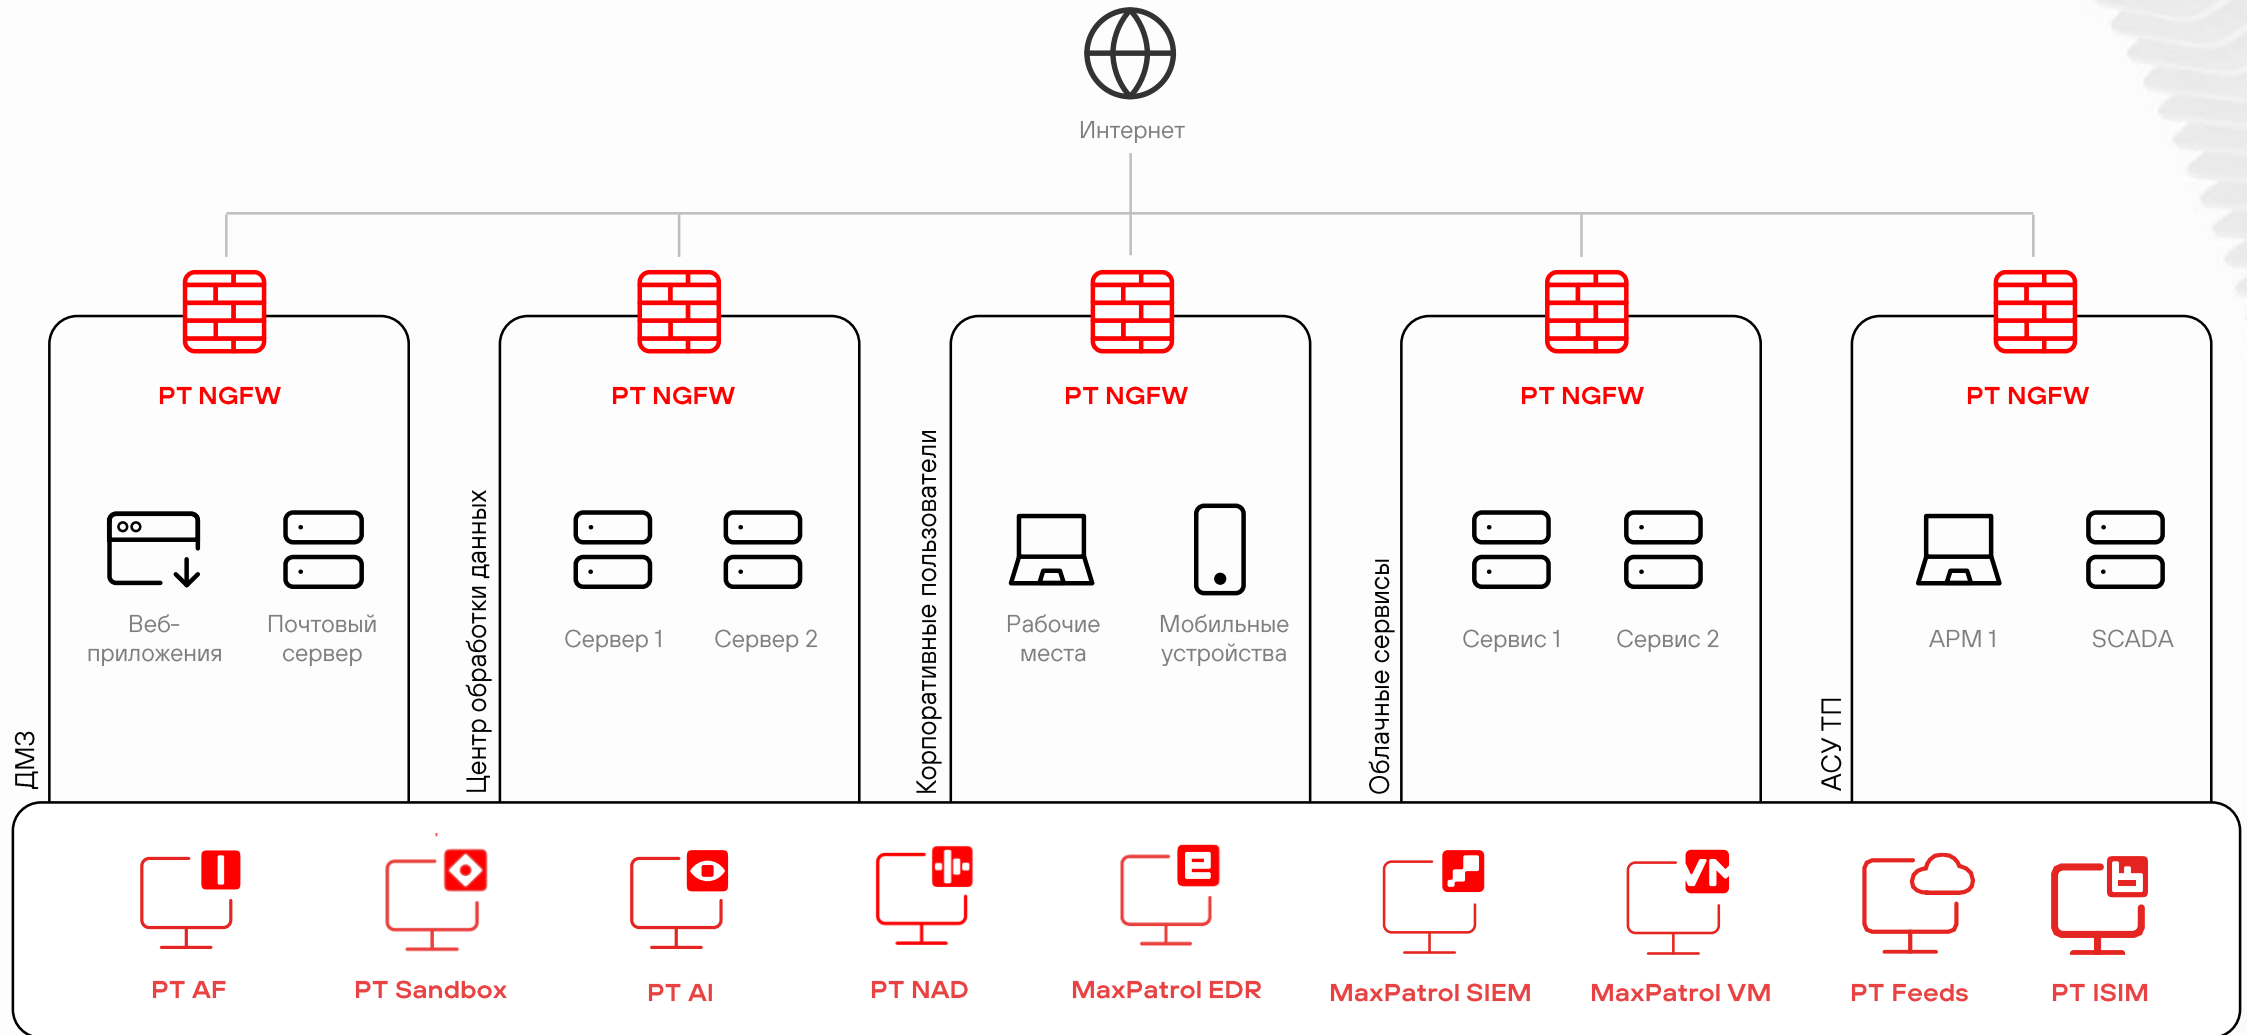 Интернет
PT NGFW
PT NGFW
PT NGFW
PT NGFW
PT NGFW
ДМЗ
Веб-
приложения
Почтовый
сервер
Центр обработки данных
Сервер 1
Сервер 2
Корпоративные пользователи
Рабочие
места
Мобильные
устройства
Облачные сервисы
Сервис 1
Сервис 2
АСУ ТП
АРМ 1
SCADA
VM
PT AF
PT Sandbox
PT AI
PT NAD
MaxPatrol EDR
MaxPatrol SIEM
MaxPatrol VM
PT Feeds
PT ISIM